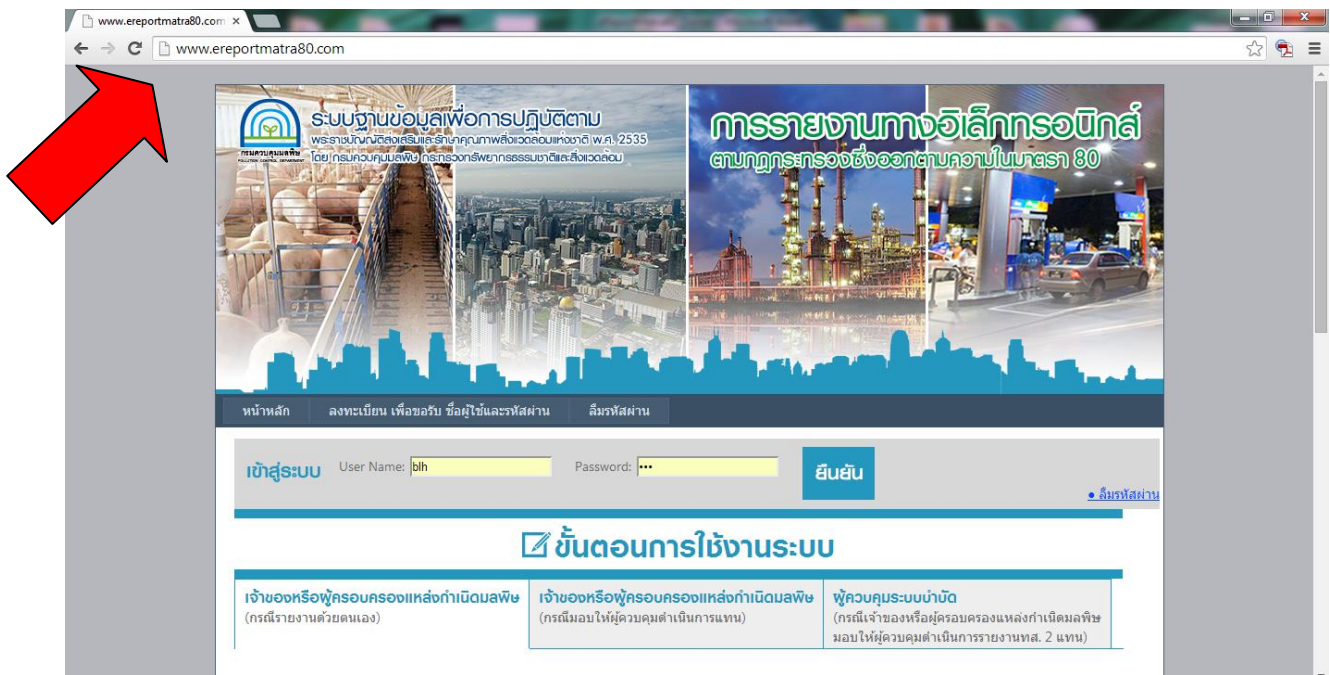 www.ereportmatra80.com
www.ereportmatra80.com
กรมควบคุมมลพิษ
POLLUTION CONTROL DEPARTMENT
ระบบฐานข้อมูลเพื่อการปฏิบัติตาม
พระราชบัญญัติส่งเสริมและรักษาคุณภาพสิ่งแวดล้อมแห่งชาติ พ.ศ. 2535
โดย กรมควบคุมมลพิษ กระทรวงทรัพยากรธรรมชาติและสิ่งแวดล้อม
การรายงานทางอิเล็กทรอนิกส์
ตามกฎกระทรวงซึ่งออกตามความในมาตรา 80
หน้าหลัก ลงทะเบียน เพื่อขอรับ ชื่อผู้ใช้และรหัสผ่าน ลืมรหัสผ่าน
เข้าสู่ระบบ User Name: blh Password: ••• ยืนยัน
• ลืมรหัสผ่าน
ขั้นตอนการใช้งานระบบ
เจ้าของหรือผู้ครอบครองแหล่งกำเนิดมลพิษ
(กรณีรายงานด้วยตนเอง)
เจ้าของหรือผู้ครอบครองแหล่งกำเนิดมลพิษ
(กรณีมอบให้ผู้ควบคุมดำเนินการแทน)
ผู้ควบคุมระบบบำบัด
(กรณีเจ้าของหรือผู้ครอบครองแหล่งกำเนิดมลพิษ
มอบให้ผู้ควบคุมดำเนินการรายงานทส. 2 แทน)